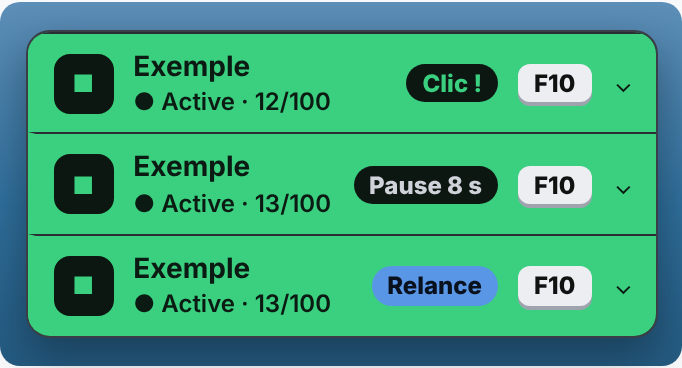 Exemple
Clic !
F10
● Active · 12/100
Exemple
Pause 8 s
F10
● Active · 13/100
Exemple
Relance
F10
● Active · 13/100